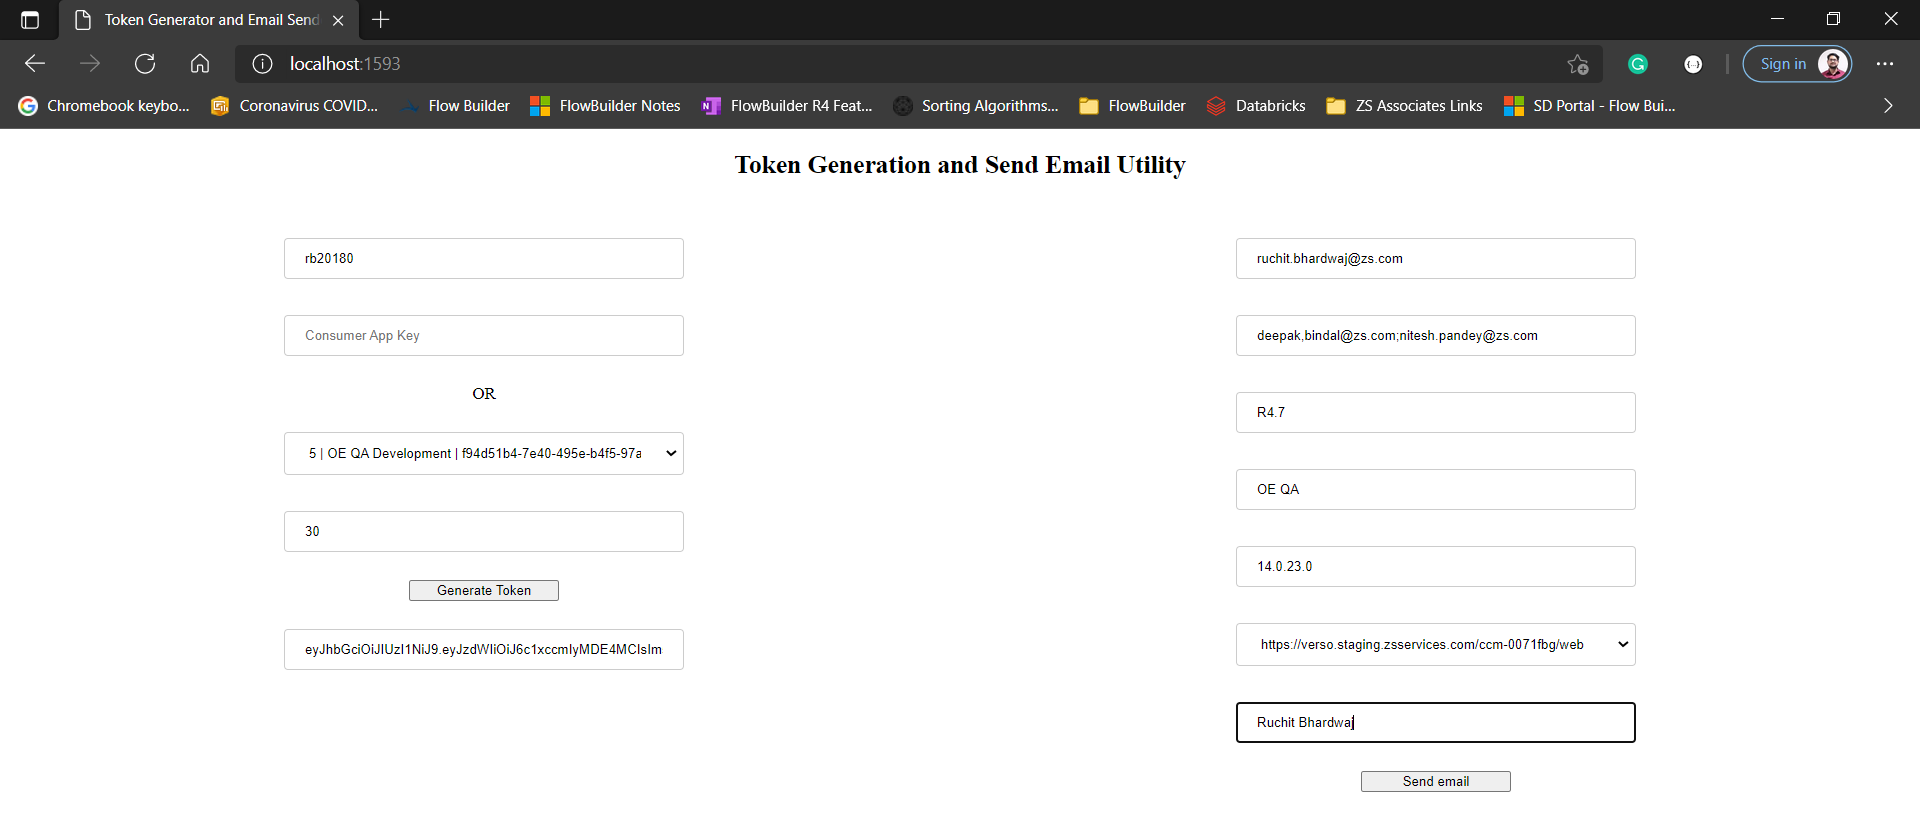 Token Generator and Email Send
localhost:1593
Sign in
Chromebook keybo...
Coronavirus COVID...
Flow Builder
FlowBuilder Notes
FlowBuilder R4 Feat...
Sorting Algorithms...
FlowBuilder
Databricks
ZS Associates Links
SD Portal - Flow Bui...
Token Generation and Send Email Utility
rb20180
Consumer App Key
OR
5 | OE QA Development | f94d51b4-7e40-495e-b4f5-97a
30
Generate Token
eyJhbGciOiJIUzI1NiJ9.eyJzdWIiOiJ6c1xccmIyMDE4MCIsIm
ruchit.bhardwaj@zs.com
deepak,bindal@zs.com;nitesh.pandey@zs.com
R4.7
OE QA
14.0.23.0
https://verso.staging.zsservices.com/ccm-0071fbg/web
Ruchit Bhardwaj
Send email